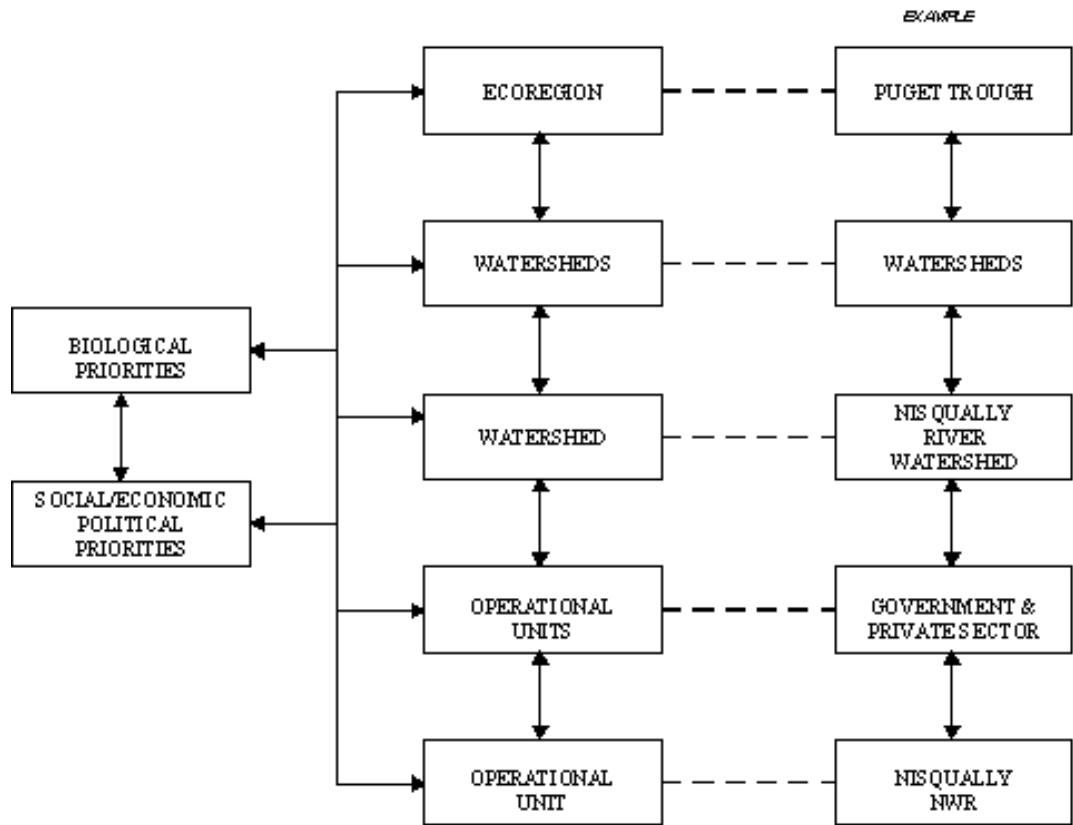 EXAMPLE
ECOREGION
PUGET TROUGH
WATERSHEDS
WATERSHEDS
BIOLOGICAL
PRIORITIES
WATERSHED
NISQUALLY
RIVER
WATERSHED
SOCIAL/ECONOMIC
POLITICAL
PRIORITIES
OPERATIONAL
UNITS
GOVERNMENT &
PRIVATE SECTOR
OPERATIONAL
UNIT
NISQUALLY
NWR